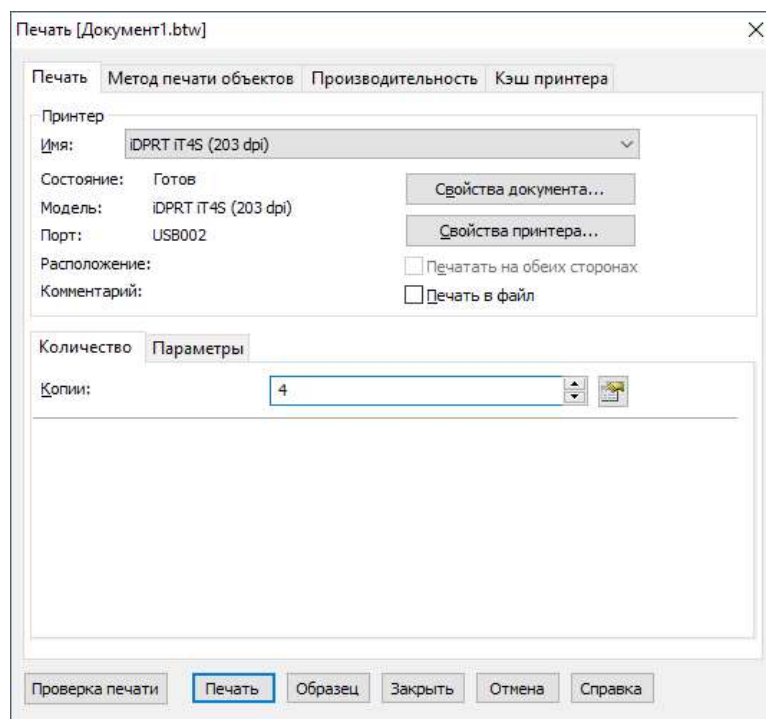 Печать [Документ1.btw]
Печать Метод печати объектов Производительность Кэш принтера
Принтер
Имя: iDPRT iT4S (203 dpi)
Состояние: Готов
Свойства документа...
Модель: iDPRT iT4S (203 dpi)
Порт: USB002
Свойства принтера...
Расположение:
Печатать на обеих сторонах
Комментарий:
Печать в файл
Количество Параметры
Копии: 4
Проверка печати Печать Образец Закрыть Отмена Справка